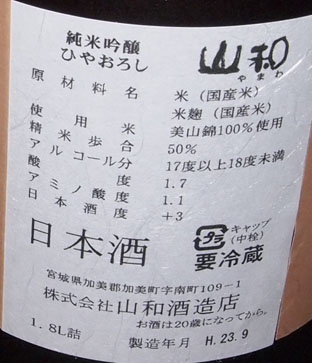 純米吟醸
ひやおろし
山和
やまわ
原材料名 米（国産米）
米麹（国産米）
使用米 美山錦100％使用
精米歩合 50％
アルコール分 17度以上18度未満
酸度 1.7
アミノ酸度 1.1
日本酒度 +3
日本酒
プラ キャップ
（中栓）
要冷蔵
宮城県加美郡加美町字南町109－1
株式会社山和酒造店
お酒は20歳になってから。
1.8L詰 製造年月 H.23.9